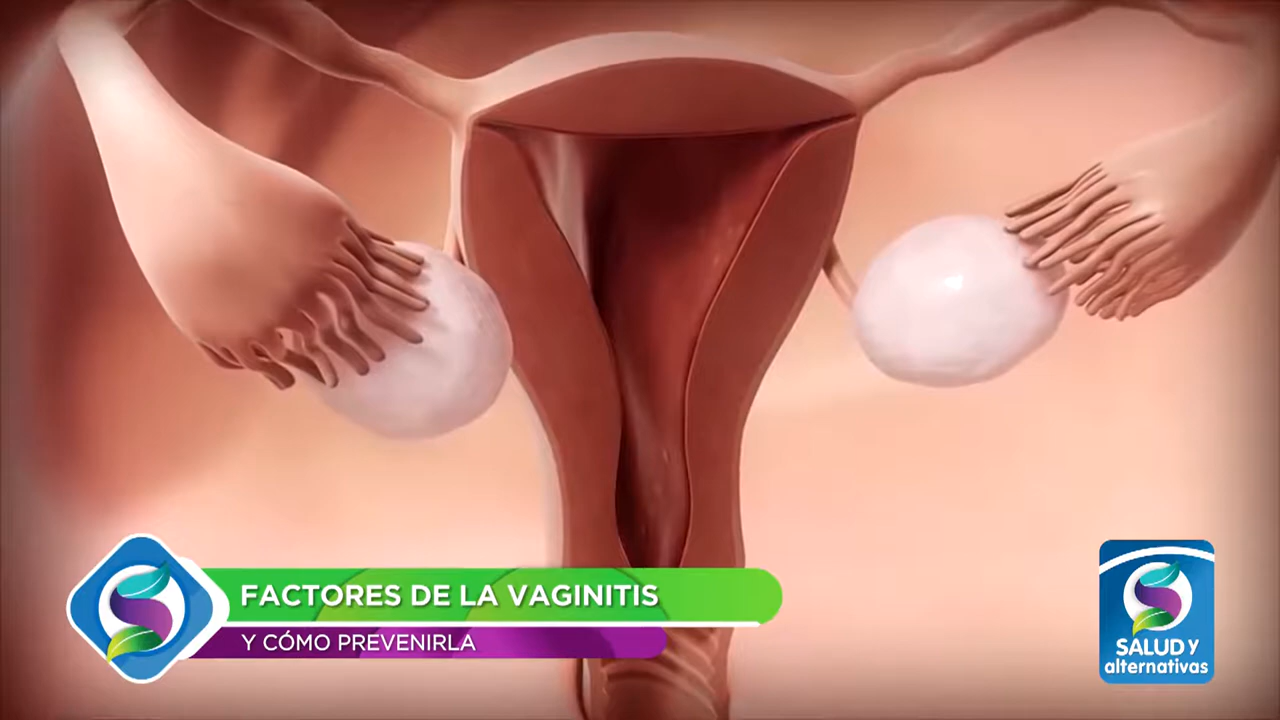 FACTORES DE LA VAGINITIS
Y CÓMO PREVENIRLA
SALUD Y
alternativas